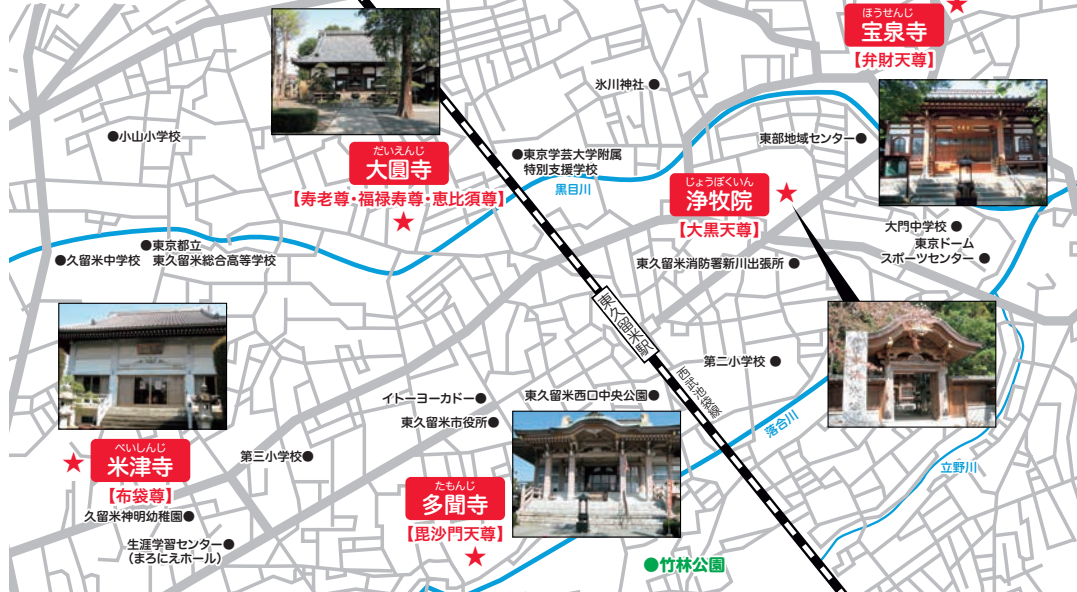 ほうせんじ
宝泉寺
【弁財天尊】
氷川神社
小山小学校
東部地域センター
だいえんじ
大圓寺
【寿老尊・福禄寿尊・恵比須尊】
東京学芸大学附属
特別支援学校
黒目川
じょうぼくいん
浄牧院
【大黒天尊】
大門中学校
東京ドーム
スポーツセンター
東京都立
東久留米総合高等学校
久留米中学校
東久留米消防署新川出張所
東久留米駅
西武池袋線
第二小学校
イトーヨーカドー
東久留米西口中央公園
東久留米市役所
落合川
べいしんじ
米津寺
【布袋尊】
第三小学校
立野川
たもんじ
多聞寺
【毘沙門天尊】
久留米神明幼稚園
生涯学習センター
（まろにえホール）
竹林公園